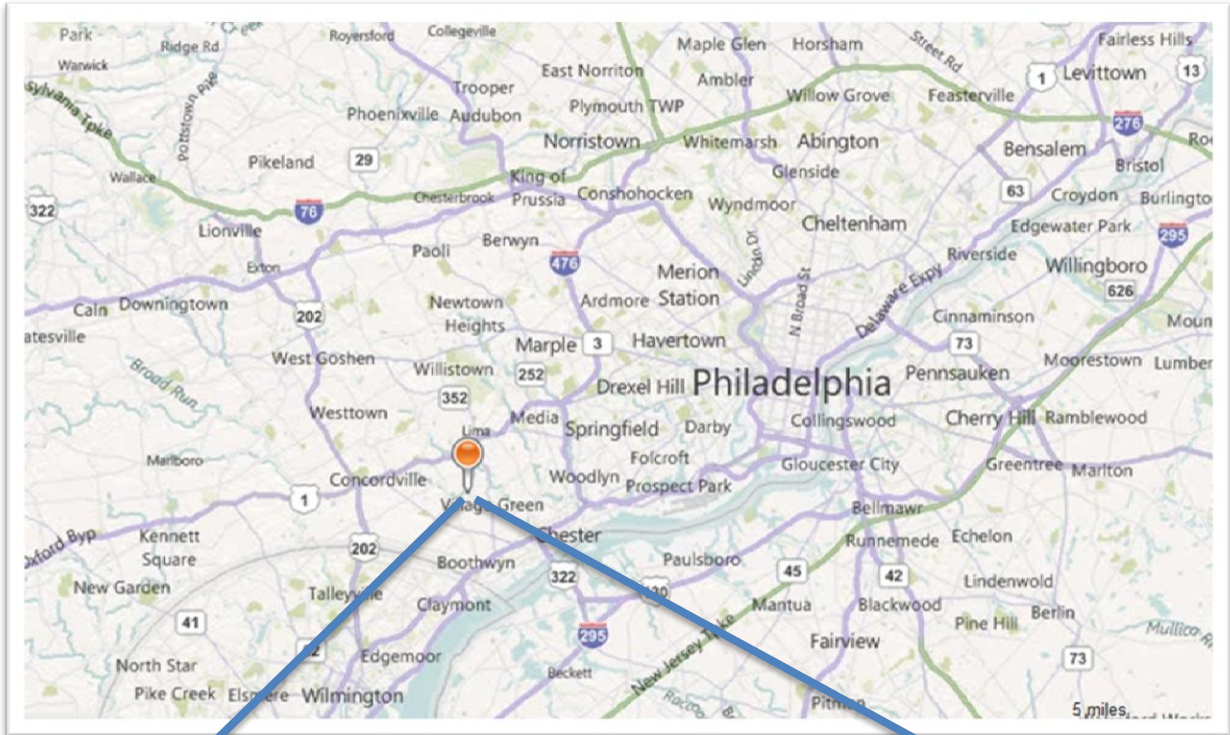 Park
Ridge Rd
Royersford
Collegeville
Maple Glen
Horsham
Street Rd
Fairless Hills
Warwick
East Norriton
Ambler
1
Levittown
13
sylvania Tpke
Pottstown Pike
Trooper
Plymouth TWP
Willow Grove
Feasterville
Phoenixville
Audubon
276
Norristown
Whitemarsh
Abington
Bensalem
Pikeland
29
Glenside
Bristol
Wallace
King of
Prussia
Chesterbrook
Conshohocken
Wyndmoor
63
Croydon
Burlingto
322
76
Cheltenham
Edgewater Park
Lionville
Berwyn
295
Paoli
476
Lincoln Dr
Riverside
Exton
Merion
Station
Willingboro
626
Caln
Downingtown
202
Newtown
Heights
Ardmore
N Broad St
Delaware Expy
Cinnaminson
Moun
atesville
Marple
3
Havertown
73
West Goshen
Willistown
252
Moorestown
Lumber
Broad Run
352
Drexel Hill
Philadelphia
Pennsauken
Westtown
Media
Collingswood
Cherry Hill
Ramblewood
Lima
Springfield
Darby
Marlboro
Folcroft
Gloucester City
Greentree
Marlton
Concordville
Woodlyn
Prospect Park
1
Village Green
Bellmawr
Oxford Byp
Kennett
Square
202
Chester
Runnemede
Echelon
Boothwyn
Paulsboro
New Garden
Talleyville
322
45
42
Lindenwold
Claymont
Mantua
Blackwood
Berlin
41
295
Pine Hill
Mullica R
Edgemoor
Fairview
North Star
Beckett
New Jersey Tpke
73
Pike Creek
Elsmere
Wilmington
Pitman
5 miles